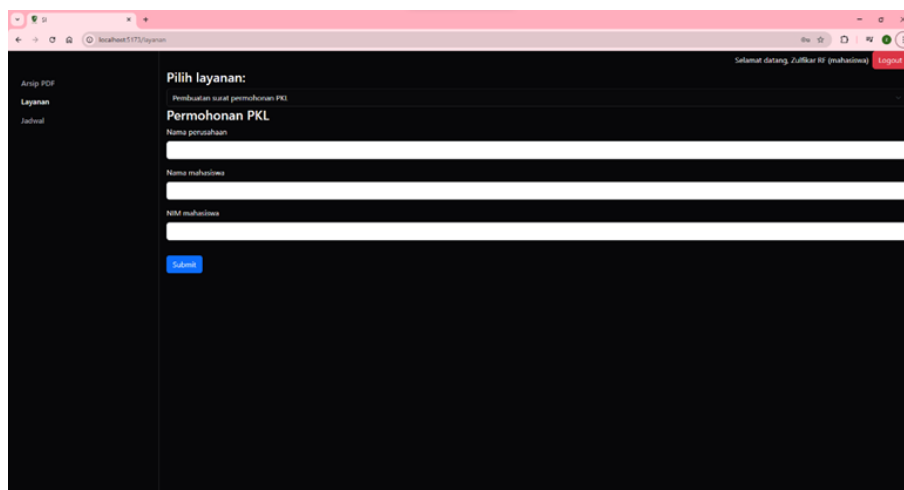 SI
localhost:5173/layanan
Selamat datang, Zulfikar RF (mahasiswa)
Logout
Arsip PDF
Layanan
Jadwal
Pilih layanan:
Pembuatan surat permohonan PKL
Permohonan PKL
Nama perusahaan
Nama mahasiswa
NIM mahasiswa
Submit